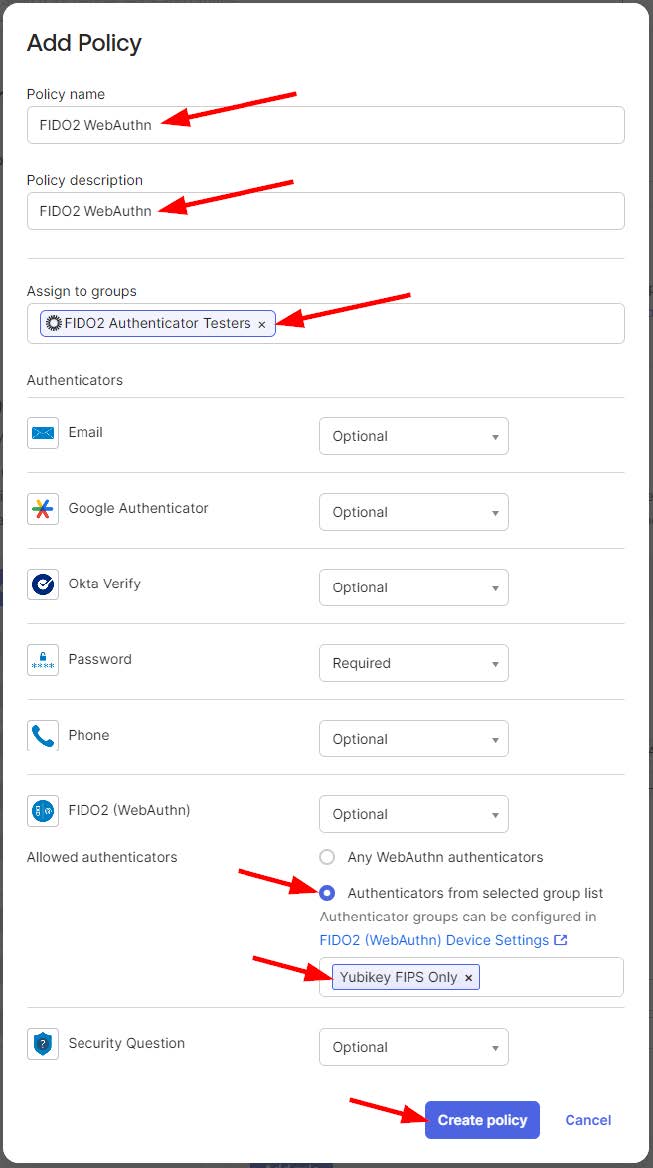 Add Policy
Policy name
FIDO2 WebAuthn
Policy description
FIDO2 WebAuthn
Assign to groups
FIDO2 Authenticator Testers ×
Authenticators
Email Optional
Google Authenticator Optional
Okta Verify Optional
**** Password Required
Phone Optional
FIDO2 (WebAuthn) Optional
Allowed authenticators Any WebAuthn authenticators
Authenticators from selected group list
Authenticator groups can be configured in
FIDO2 (WebAuthn) Device Settings
Yubikey FIPS Only ×
Security Question Optional
Create policy Cancel